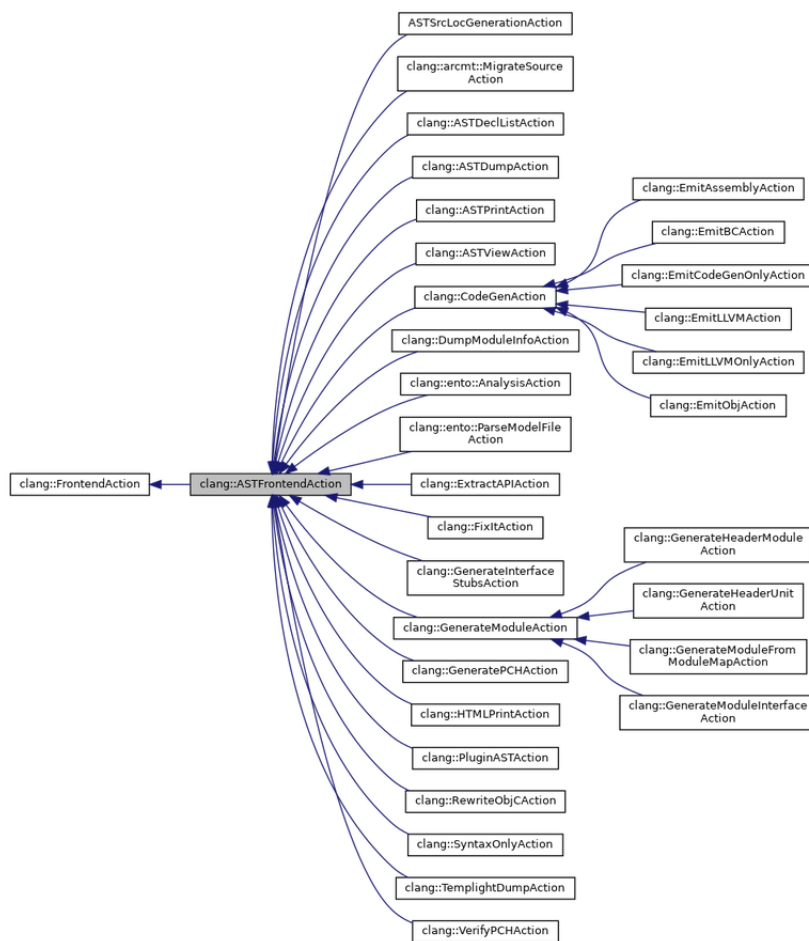 ASTSrcLocGenerationAction
clang::arcmt::MigrateSource
Action
clang::ASTDeclListAction
clang::ASTDumpAction
clang::ASTPrintAction
clang::ASTViewAction
clang::CodeGenAction
clang::EmitAssemblyAction
clang::EmitBCAction
clang::EmitCodeGenOnlyAction
clang::EmitLLVMAction
clang::EmitLLVMOnlyAction
clang::EmitObjAction
clang::DumpModuleInfoAction
clang::ento::AnalysisAction
clang::ento::ParseModelFile
Action
clang::FrontendAction
clang::ASTFrontendAction
clang::ExtractAPIAction
clang::FixItAction
clang::GenerateInterface
StubsAction
clang::GenerateModuleAction
clang::GenerateHeaderModule
Action
clang::GenerateHeaderUnit
Action
clang::GenerateModuleFrom
ModuleMapAction
clang::GenerateModuleInterface
Action
clang::GeneratePCHAction
clang::HTMLPrintAction
clang::PluginASTAction
clang::RewriteObjCAction
clang::SyntaxOnlyAction
clang::TemplightDumpAction
clang::VerifyPCHAction